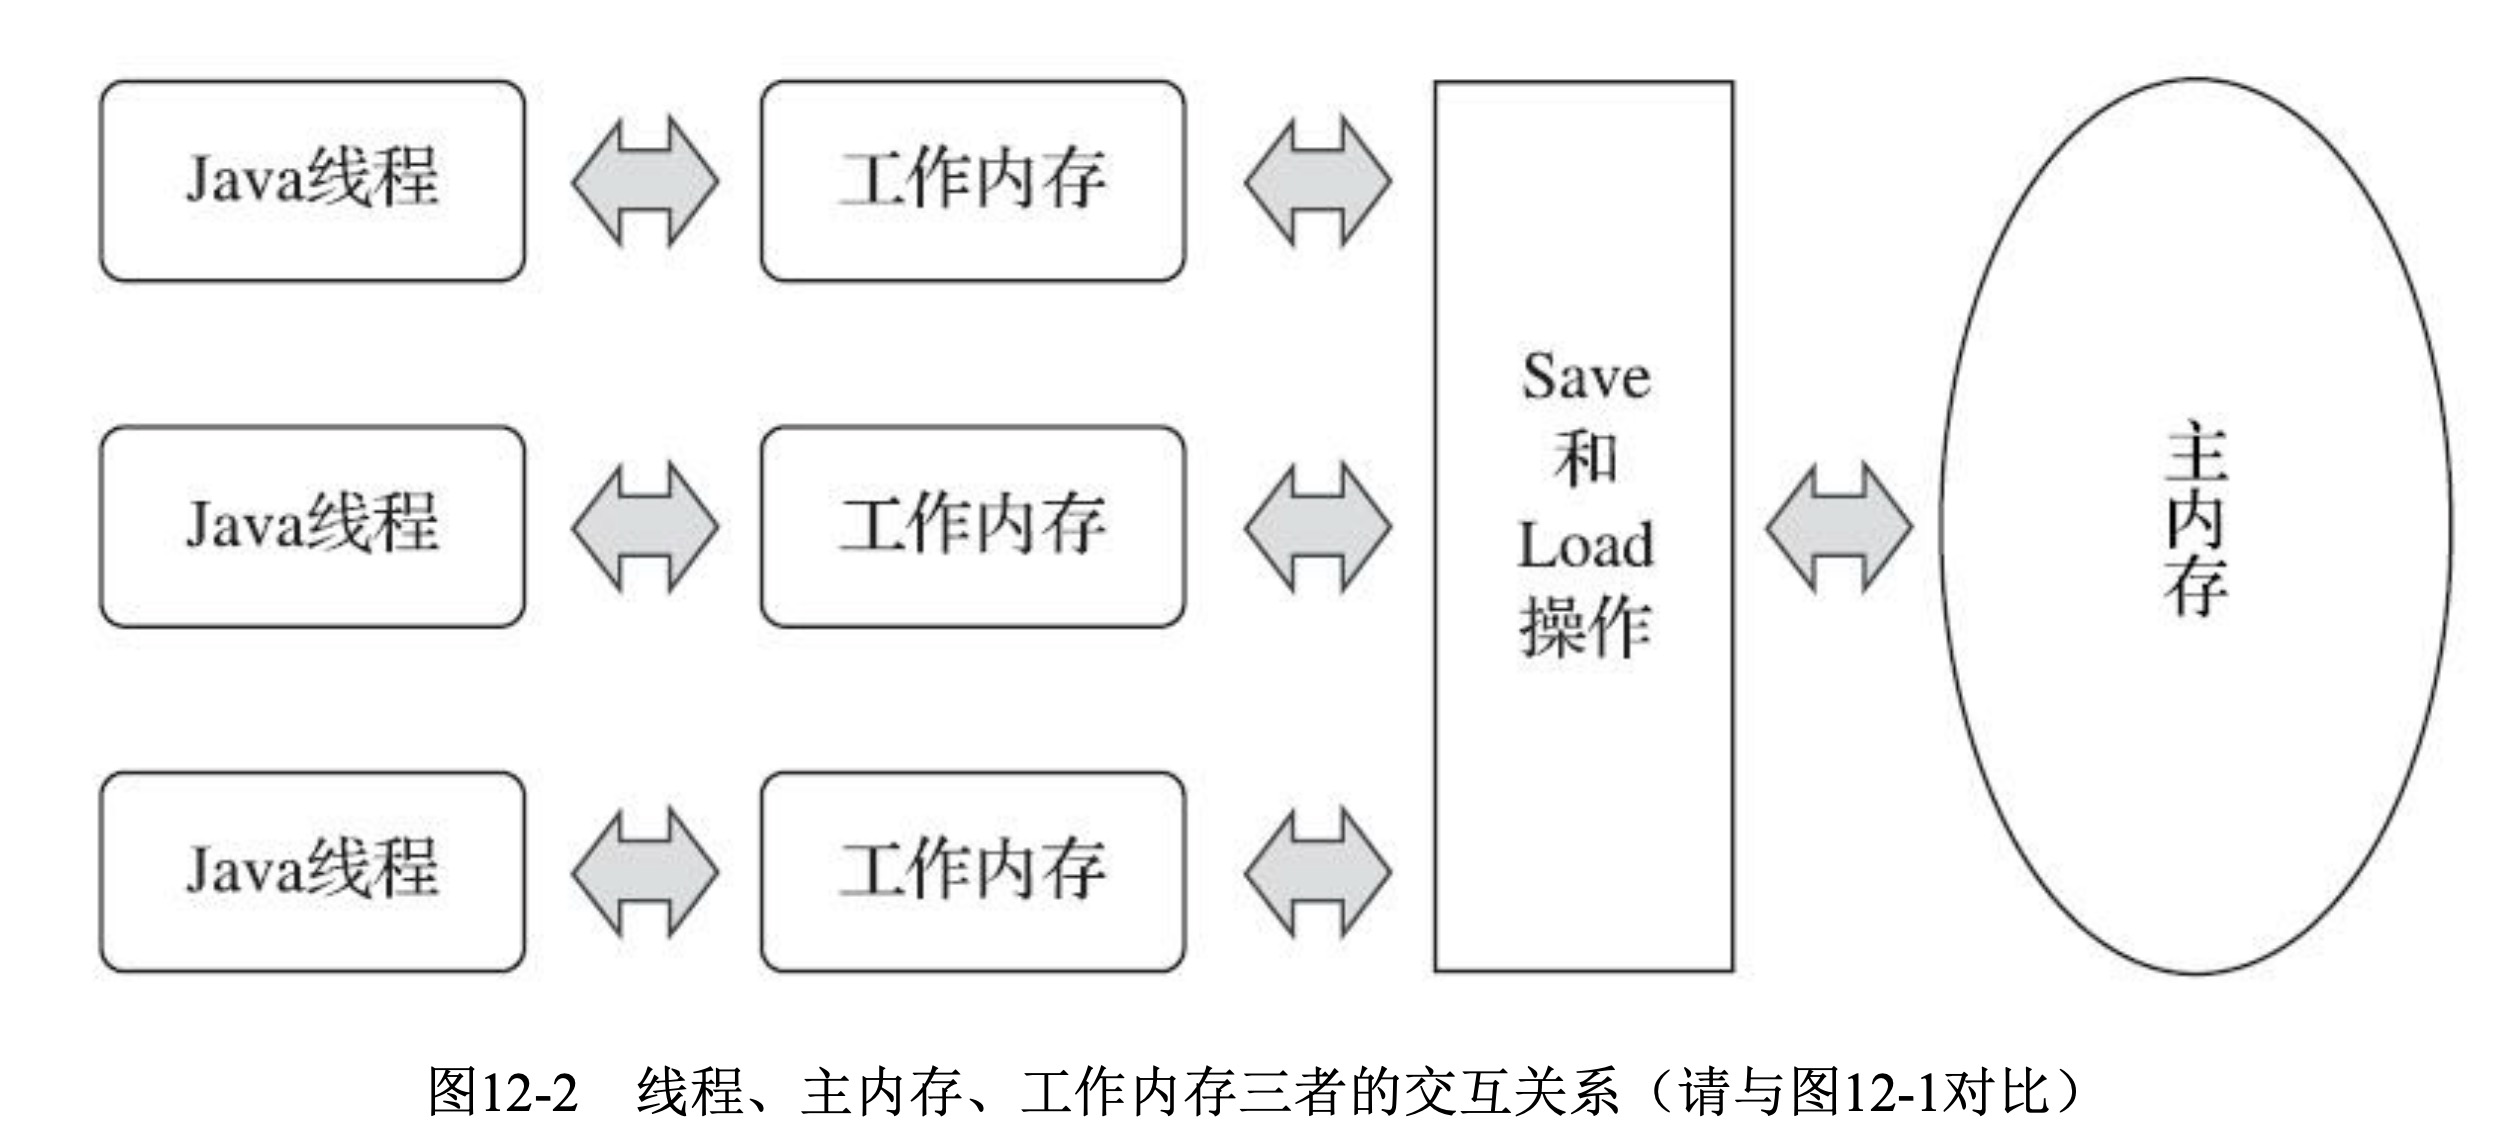 Java线程
工作内存
Java线程
工作内存
Java线程
工作内存
Save
和
Load
操作
主
内
存
图12-2 线程、主内存、工作内存三者的交互关系（请与图12-1对比）